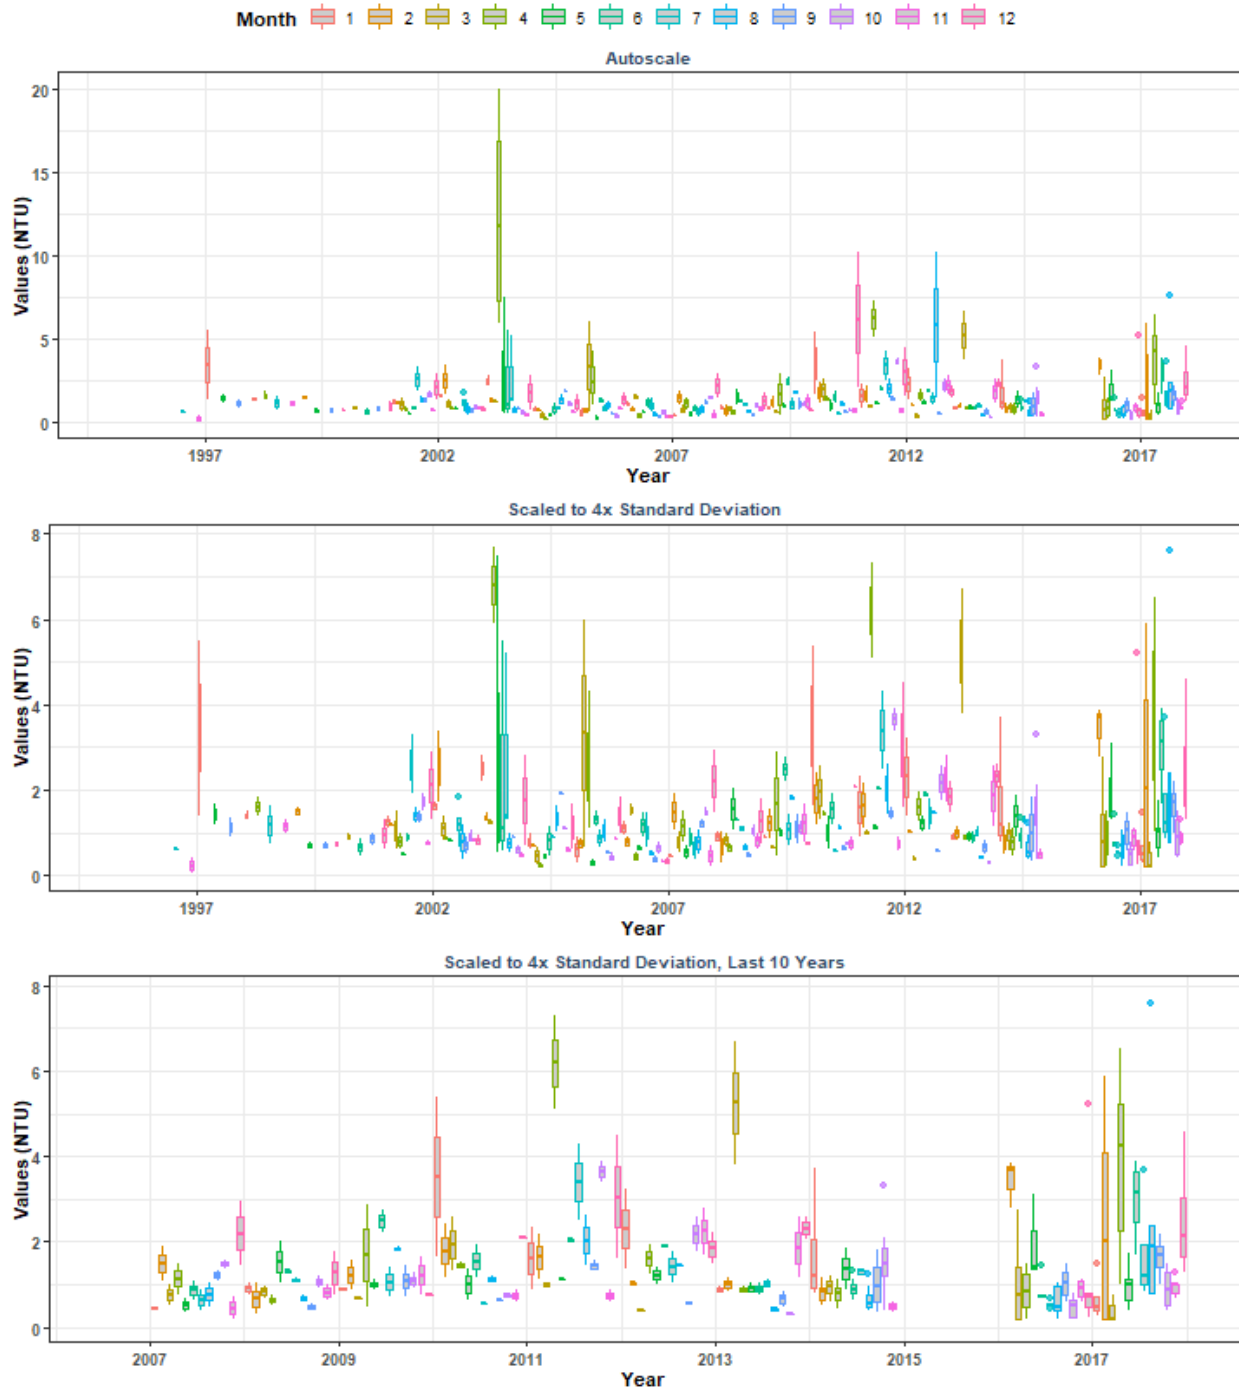 Month 1 2 3 4 5 6 7 8 9 10 11 12
Autoscale
Values (NTU)
20
15
10
5
0
1997 2002 2007 2012 2017
Year
Scaled to 4x Standard Deviation
Values (NTU)
8
6
4
2
0
1997 2002 2007 2012 2017
Year
Scaled to 4x Standard Deviation, Last 10 Years
Values (NTU)
8
6
4
2
0
2007 2009 2011 2013 2015 2017
Year